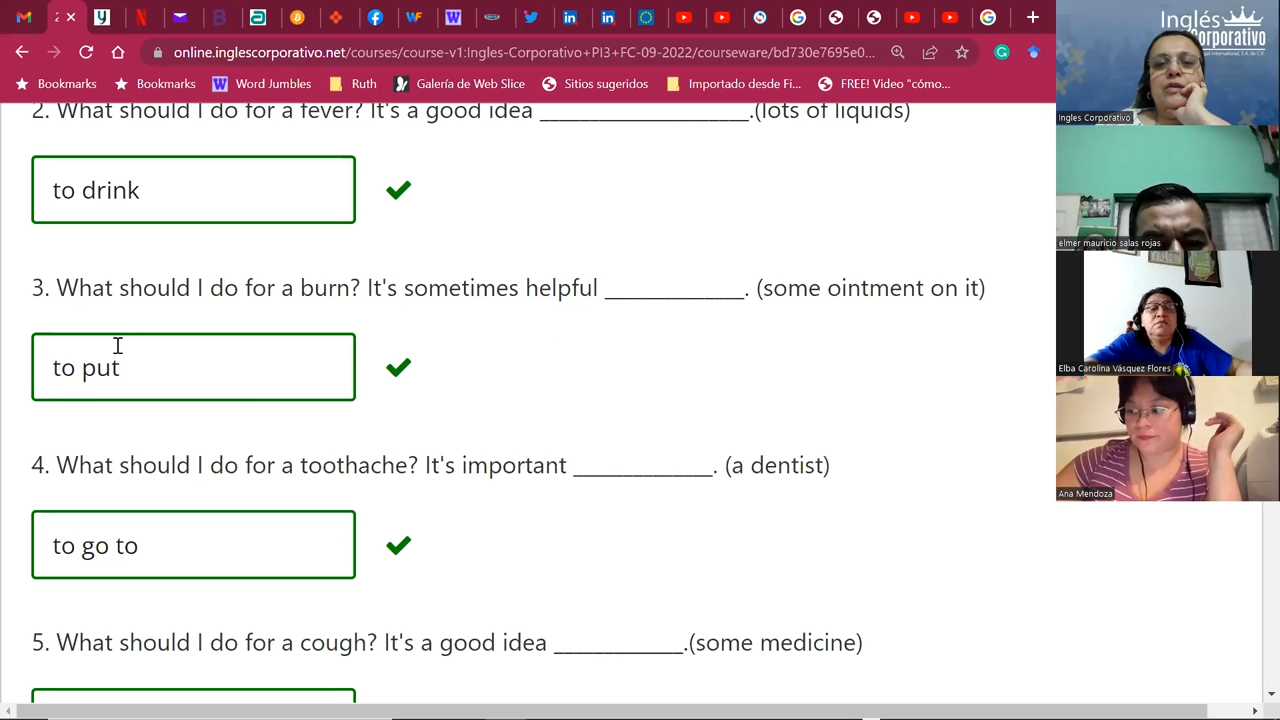 online.inglescorporativo.net/courses/course-v1:Ingles-Corporativo+PI3+FC-09-2022/courseware/bd730e7695e0...
Bookmarks
Bookmarks
Word Jumbles
Ruth
Galería de Web Slice
Sitios sugeridos
Importado desde Fi...
FREE! Video "cómo...
2. What should I do for a fever? It's a good idea ____________________.(lots of liquids)
to drink
3. What should I do for a burn? It's sometimes helpful ______________. (some ointment on it)
to put
4. What should I do for a toothache? It's important ______________. (a dentist)
to go to
5. What should I do for a cough? It's a good idea _____________.(some medicine)
Inglés
Corporativo
Ingles Corporativo
elmer mauricio salas rojas
Elba Carolina Vásquez Flores
Ana Mendoza